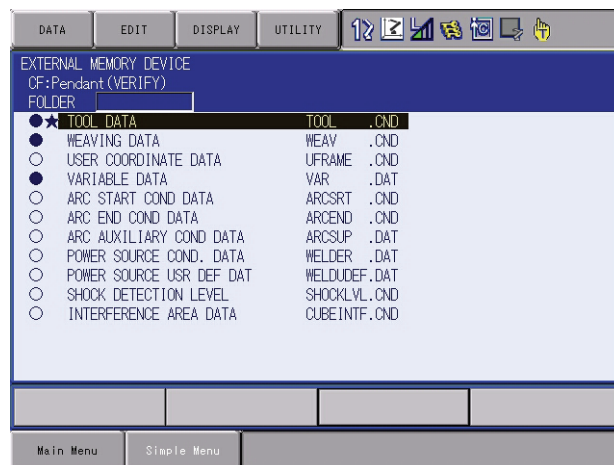 DATA EDIT DISPLAY UTILITY
EXTERNAL MEMORY DEVICE
CF:Pendant(VERIFY)
FOLDER
TOOL DATA TOOL .CND
WEAVING DATA WEAV .CND
USER COORDINATE DATA UFRAME .CND
VARIABLE DATA VAR .DAT
ARC START COND DATA ARCSRT .CND
ARC END COND DATA ARCEND .CND
ARC AUXILIARY COND DATA ARCSUP .DAT
POWER SOURCE COND. DATA WELDER .DAT
POWER SOURCE USR DEF DAT WELDUDEF.DAT
SHOCK DETECTION LEVEL SHOCKLVL.CND
INTERFERENCE AREA DATA CUBEINTF.CND
Main Menu Simple Menu